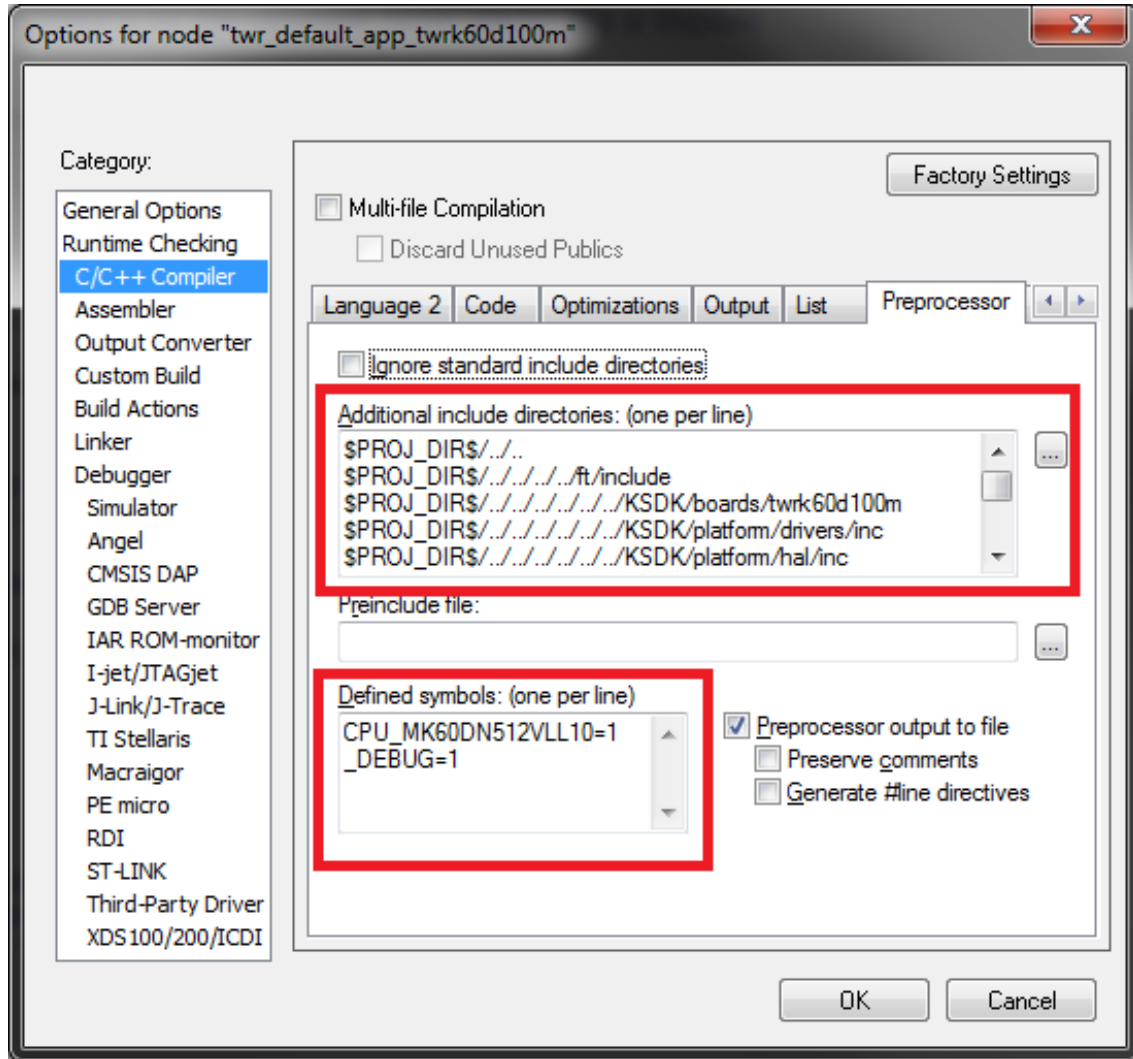 Options for node "twr_default_app_twrk60d100m"
X
Category:
General Options
Runtime Checking
C/C++ Compiler
Assembler
Output Converter
Custom Build
Build Actions
Linker
Debugger
Simulator
Angel
CMSIS DAP
GDB Server
IAR ROM-monitor
I-jet/JTAGjet
J-Link/J-Trace
TI Stellaris
Macraigor
PE micro
RDI
ST-LINK
Third-Party Driver
XDS100/200/ICDI
Factory Settings
Multi-file Compilation
Discard Unused Publics
Language 2 Code Optimizations Output List Preprocessor
Ignore standard include directories
Additional include directories: (one per line)
$PROJ_DIR$/../..
$PROJ_DIR$/../../../../ft/include
$PROJ_DIR$/../../../../../../KSDK/boards/twrk60d100m
$PROJ_DIR$/../../../../../../KSDK/platform/drivers/inc
$PROJ_DIR$/../../../../../../KSDK/platform/hal/inc
...
Preinclude file:
...
Defined symbols: (one per line)
CPU_MK60DN512VLL10=1
_DEBUG=1
Preprocessor output to file
Preserve comments
Generate #line directives
OK Cancel